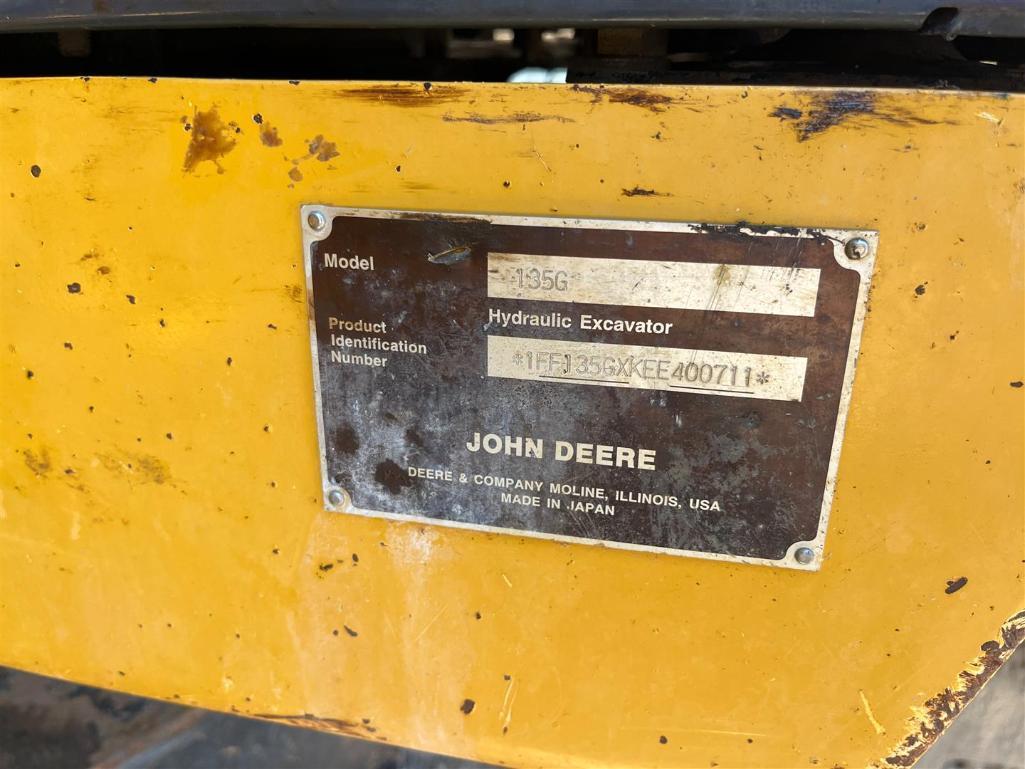 Model 135G
Hydraulic Excavator
Product
Identification
Number
*1FF135GXKEE400711*
JOHN DEERE
DEERE & COMPANY MOLINE, ILLINOIS, USA
MADE IN JAPAN